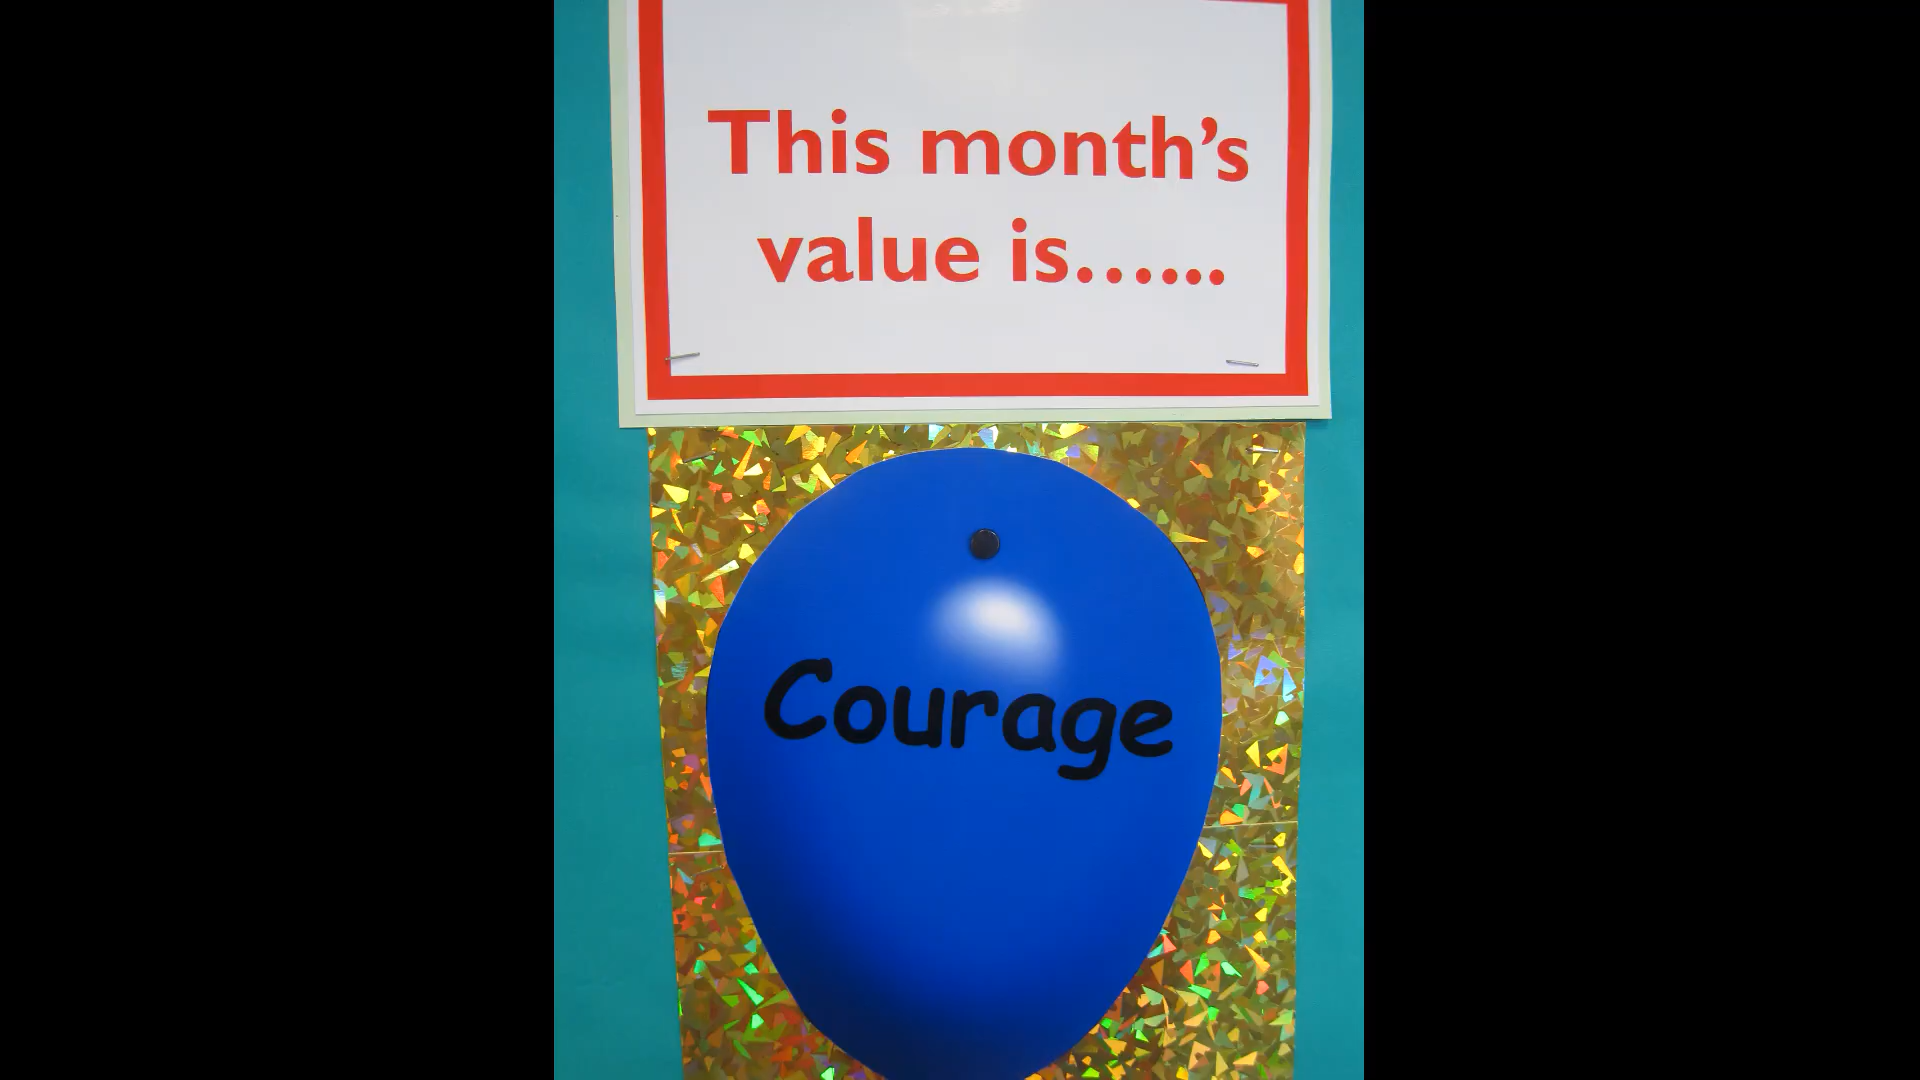 This month’s
value is......
Courage